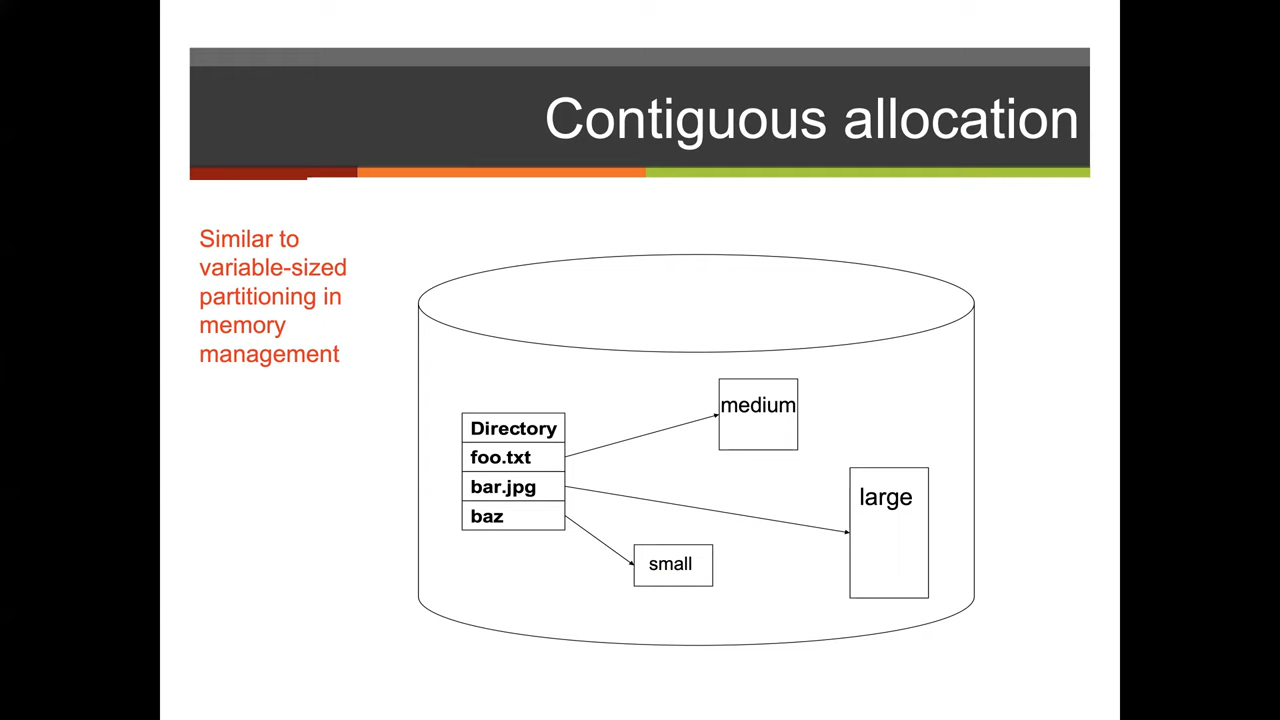 Contiguous allocation
Similar to
variable-sized
partitioning in
memory
management
Directory
foo.txt
bar.jpg
baz
medium
large
small